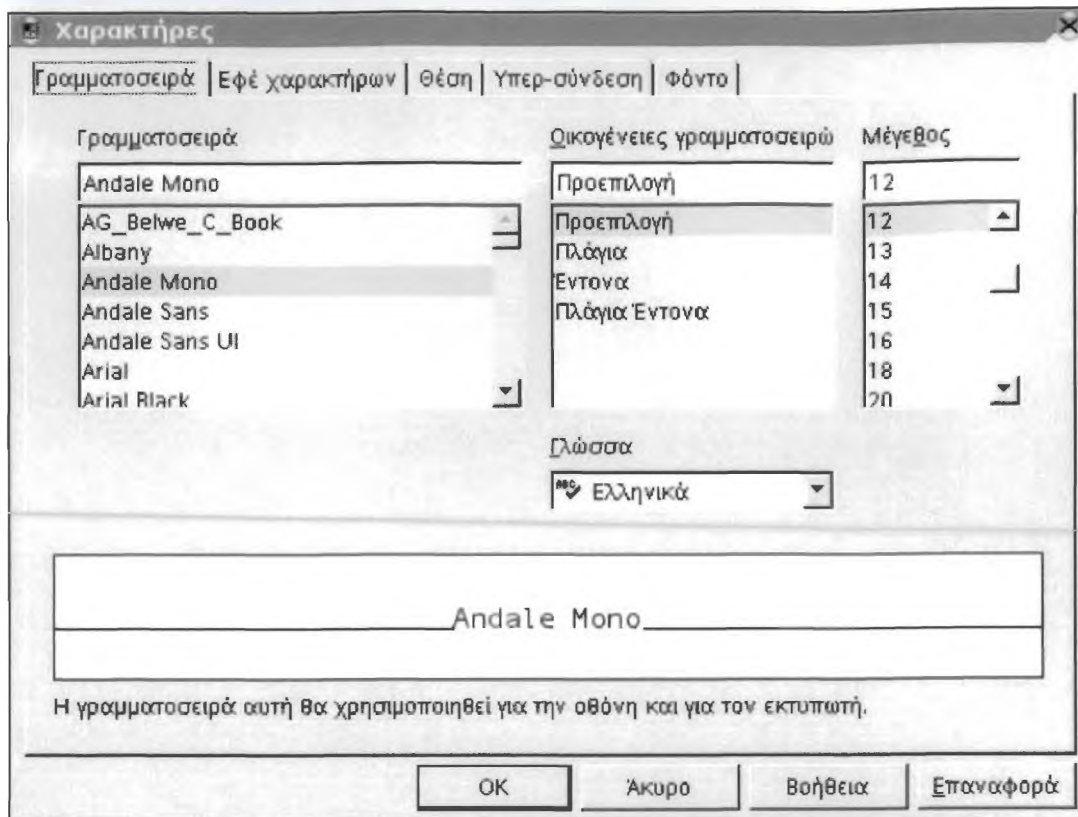 Χαρακτήρες
Γραμματοσειρά Εφέ χαρακτήρων Θέση Υπερ-σύνδεση Φόντο
Γραμματοσειρά Οικογένειες γραμματοσειρώ Μέγεθος
Andale Mono Προεπιλογή 12
AG_Belwe_C_Book Προεπιλογή 12
Albany Πλάγια 13
Andale Mono Έντονα 14
Andale Sans Πλάγια Έντονα 15
Andale Sans UI 16
Arial 18
Arial Black 20
Γλώσσα
ABC Ελληνικά
Andale Mono
Η γραμματοσειρά αυτή θα χρησιμοποιηθεί για την οθόνη και για τον εκτυπωτή.
OK Άκυρο Βοήθεια Επαναφορά